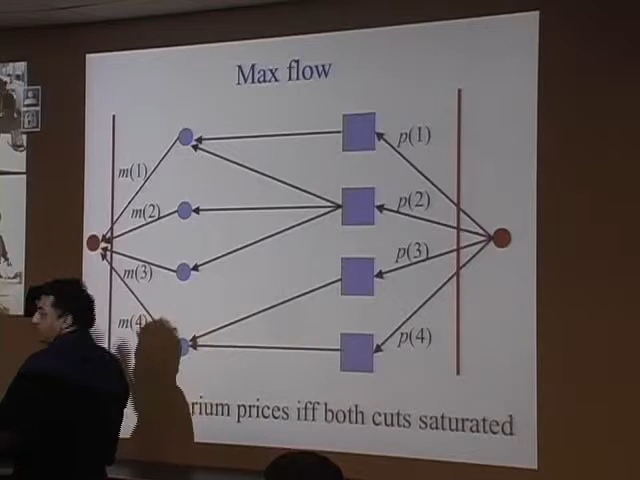 Max flow
m(1)
m(2)
m(3)
m(4)
p(1)
p(2)
p(3)
p(4)
rium prices iff both cuts saturated